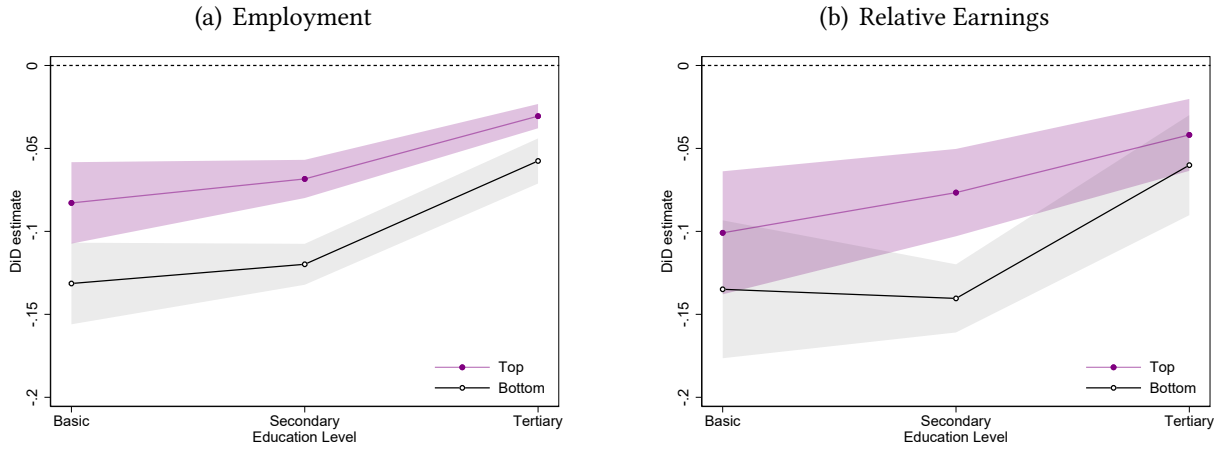 (a) Employment
0
-.05
-.1
-.15
-.2
DiD estimate
Top
Bottom
Basic
Secondary
Tertiary
Education Level
(b) Relative Earnings
0
-.05
-.1
-.15
-.2
DiD estimate
Top
Bottom
Basic
Secondary
Tertiary
Education Level